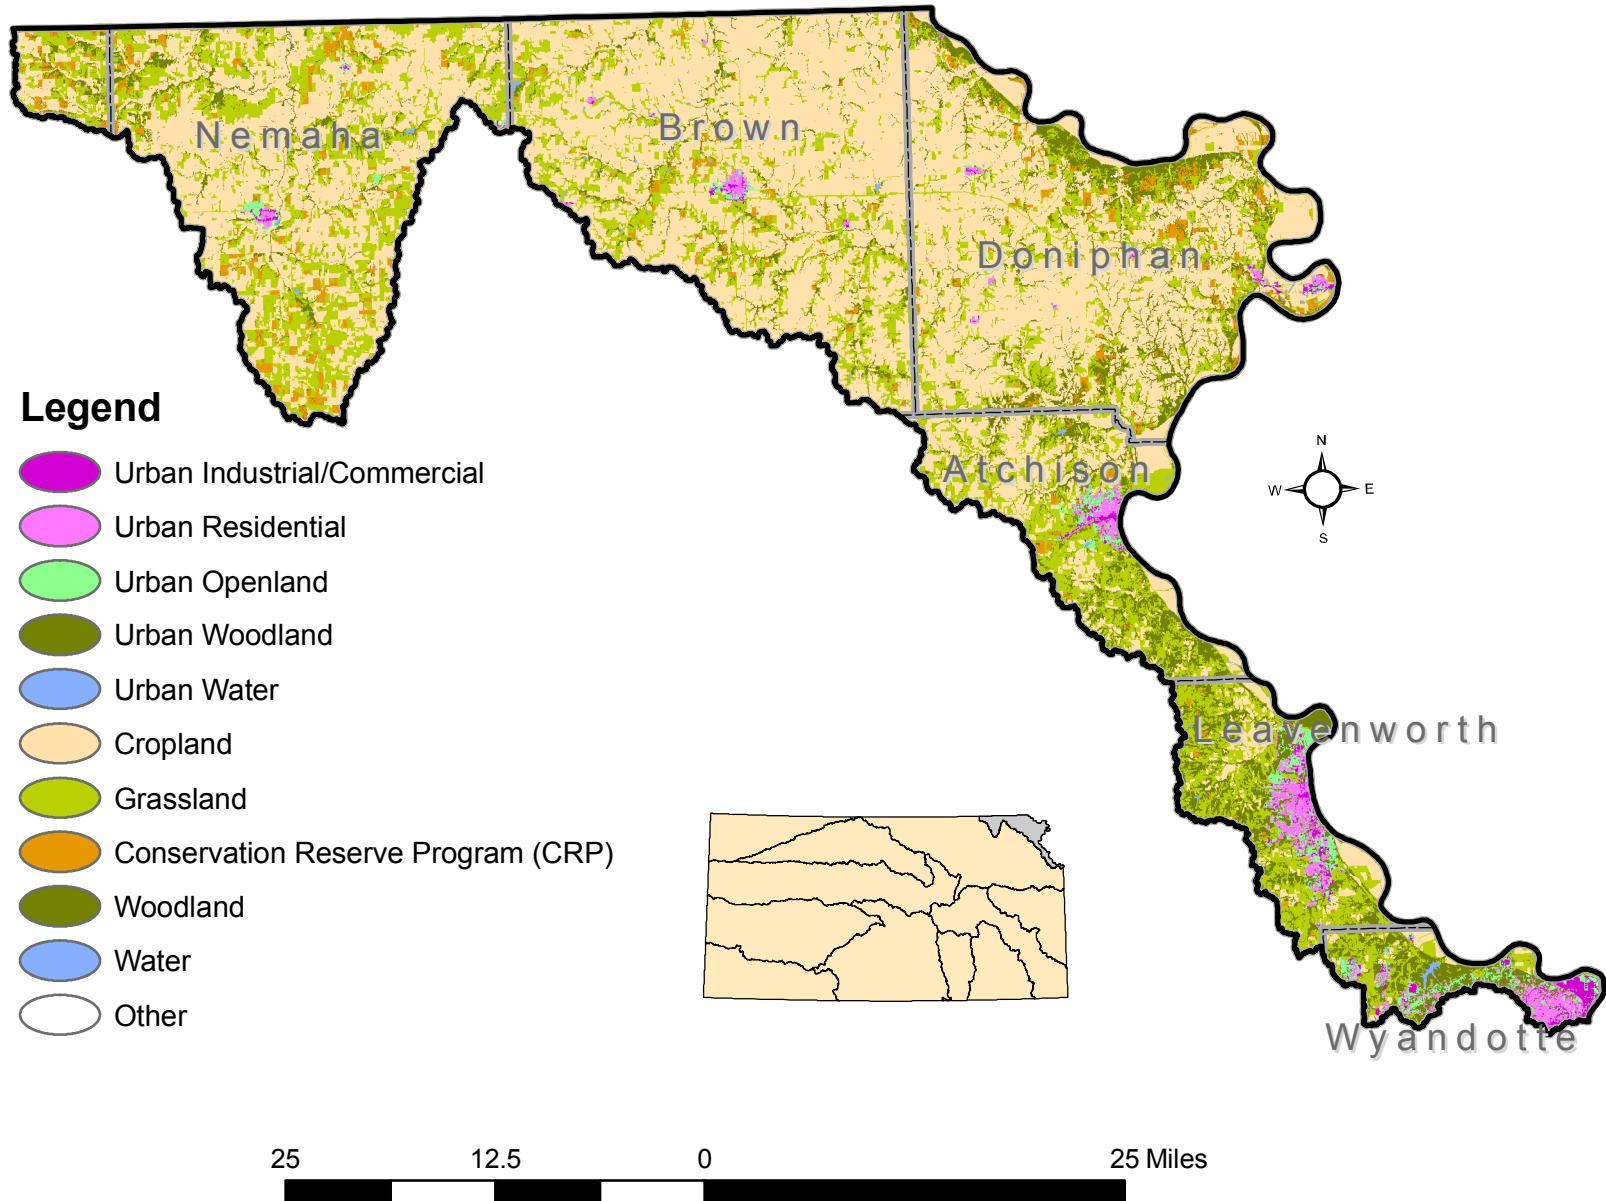 Nemaha
Brown
Doniphan
Atchison
Leavenworth
Wyandotte
Legend
Urban Industrial/Commercial
Urban Residential
Urban Openland
Urban Woodland
Urban Water
Cropland
Grassland
Conservation Reserve Program (CRP)
Woodland
Water
Other
N
W E
S
25 12.5 0 25 Miles